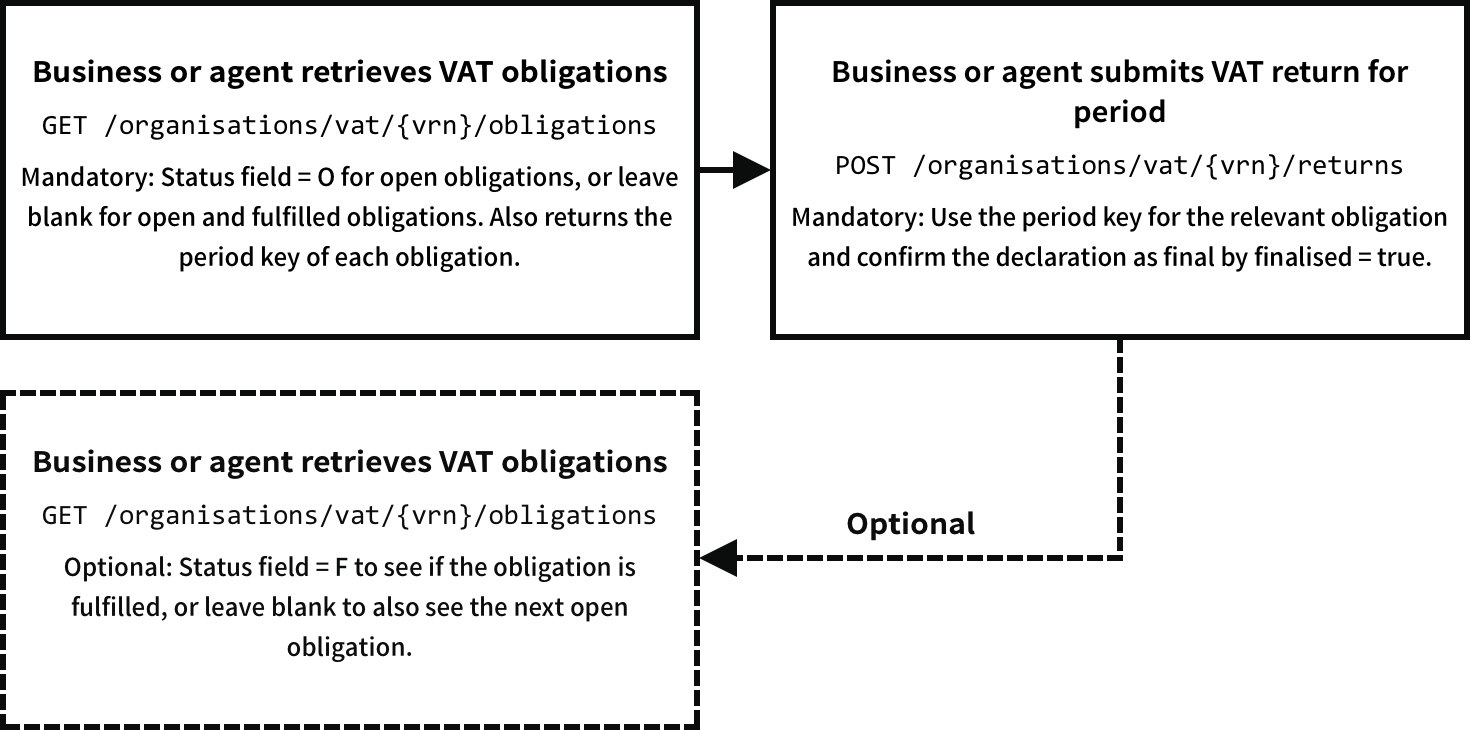 Business or agent retrieves VAT obligations
GET /organisations/vat/{vrn}/obligations
Mandatory: Status field = O for open obligations, or leave
blank for open and fulfilled obligations. Also returns the
period key of each obligation.
Business or agent submits VAT return for
period
POST /organisations/vat/{vrn}/returns
Mandatory: Use the period key for the relevant obligation
and confirm the declaration as final by finalised = true.
Optional
Business or agent retrieves VAT obligations
GET /organisations/vat/{vrn}/obligations
Optional: Status field = F to see if the obligation is
fulfilled, or leave blank to also see the next open
obligation.